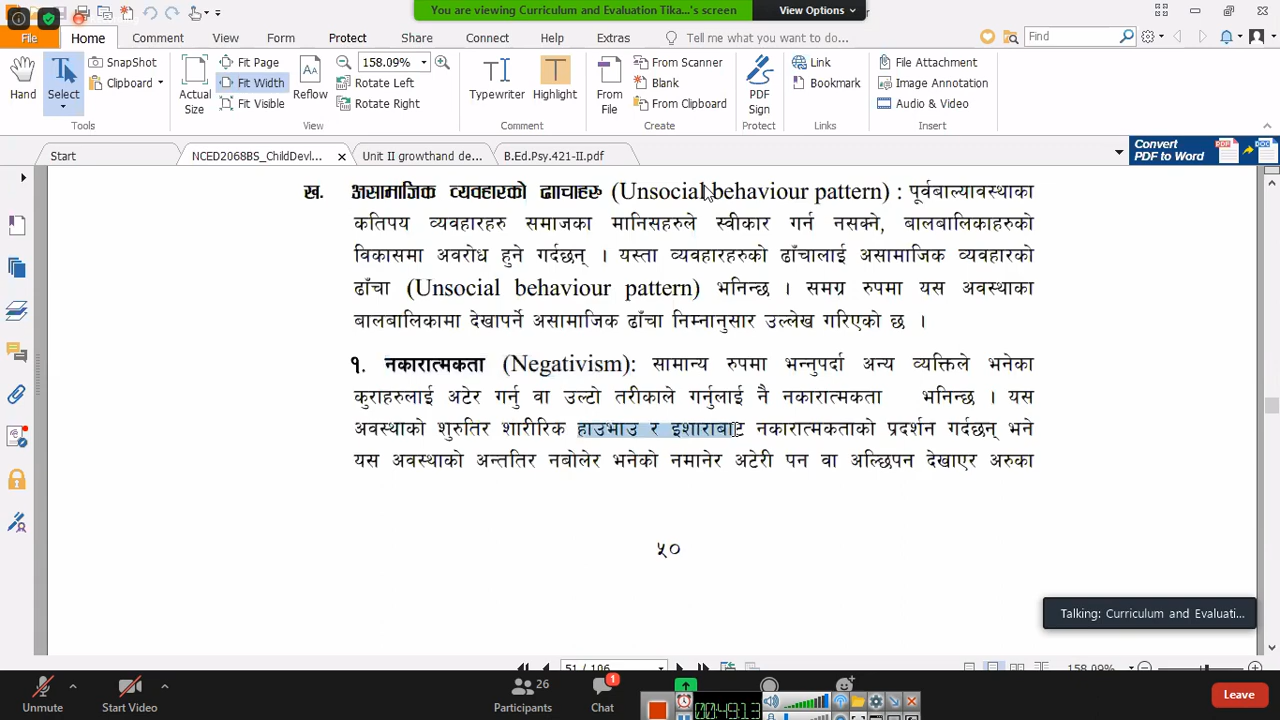 You are viewing Curriculum and Evaluation Tika...'s screen
View Options
File
Home
Comment
View
Form
Protect
Share
Connect
Help
Extras
Tell me what you want to do...
Find
Hand
Select
SnapShot
Clipboard
Actual Size
Fit Page
Fit Width
Fit Visible
Reflow
158.09%
Rotate Left
Rotate Right
Typewriter
Highlight
From File
From Scanner
Blank
From Clipboard
PDF Sign
Link
Bookmark
File Attachment
Image Annotation
Audio & Video
Tools
View
Comment
Create
Protect
Links
Insert
Start
NCED2068BS_ChildDevl...
Unit II growthand de...
B.Ed.Psy.421-II.pdf
Convert PDF to Word
ख. असामाजिक व्यवहारको ढााचाहरु (Unsocial behaviour pattern) : पूर्वबाल्यावस्थाका
कतिपय व्यवहारहरु समाजका मानिसहरुले स्वीकार गर्न नसक्ने, बालबालिकाहरुको
विकासमा अवरोध हुने गर्दछन् । यस्ता व्यवहारहरुको ढाँचालाई असामाजिक व्यवहारको
ढाँचा (Unsocial behaviour pattern) भनिन्छ । समग्र रुपमा यस अवस्थाका
बालबालिकामा देखापर्ने असामाजिक ढाँचा निम्नानुसार उल्लेख गरिएको छ ।
१. नकारात्मकता (Negativism): सामान्य रुपमा भन्नुपर्दा अन्य व्यक्तिले भनेका
कुराहरुलाई अटेर गर्नु वा उल्टो तरीकाले गर्नुलाई नै नकारात्मकता भनिन्छ । यस
अवस्थाको शुरुतिर शारीरिक हाउभाउ र इशाराबाट नकारात्मकताको प्रदर्शन गर्दछन् भने
यस अवस्थाको अन्ततिर नबोलेर भनेको नमानेर अटेरी पन वा अल्छिपन देखाएर अरुका
५०
Talking: Curriculum and Evaluati...
51 / 106
158.09%
Unmute
Start Video
26
Participants
1
Chat
00:49:13
Leave